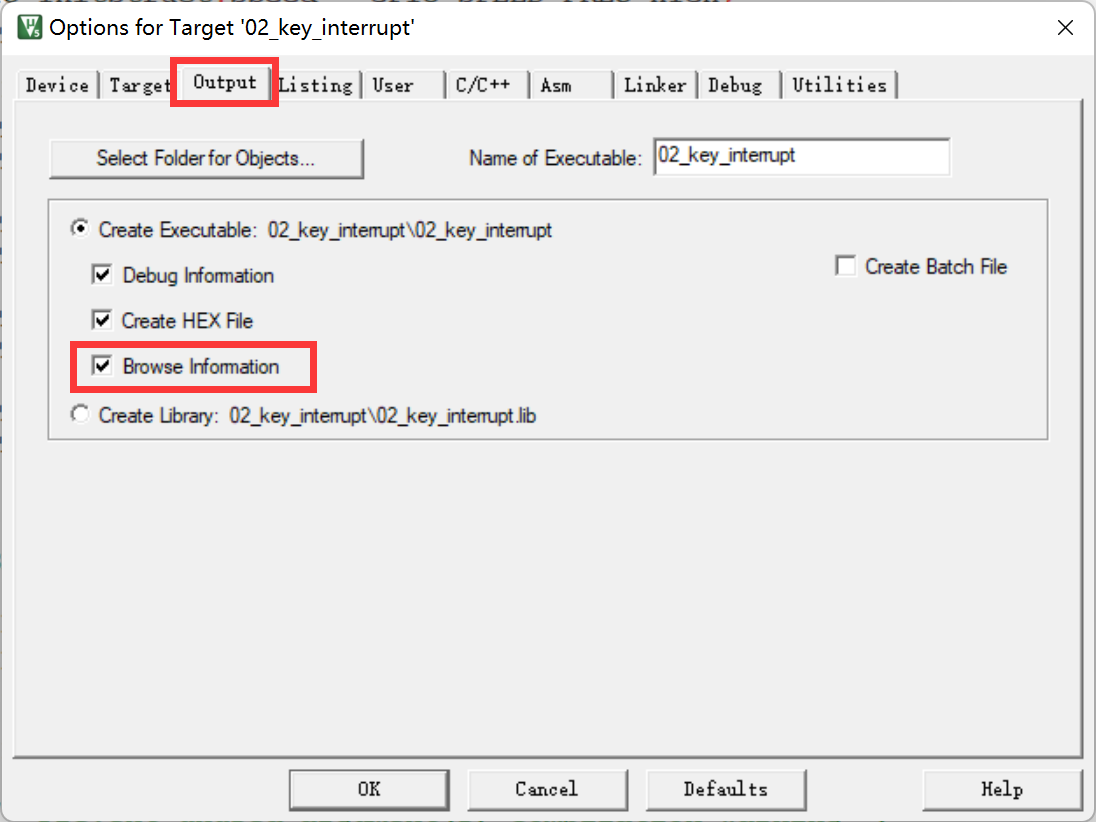 Options for Target '02_key_interrupt'
Device Target Output Listing User C/C++ Asm Linker Debug Utilities
Select Folder for Objects... Name of Executable: 02_key_interrupt
Create Executable: 02_key_interrupt\02_key_interrupt
Debug Information
Create Batch File
Create HEX File
Browse Information
Create Library: 02_key_interrupt\02_key_interrupt.lib
OK Cancel Defaults Help